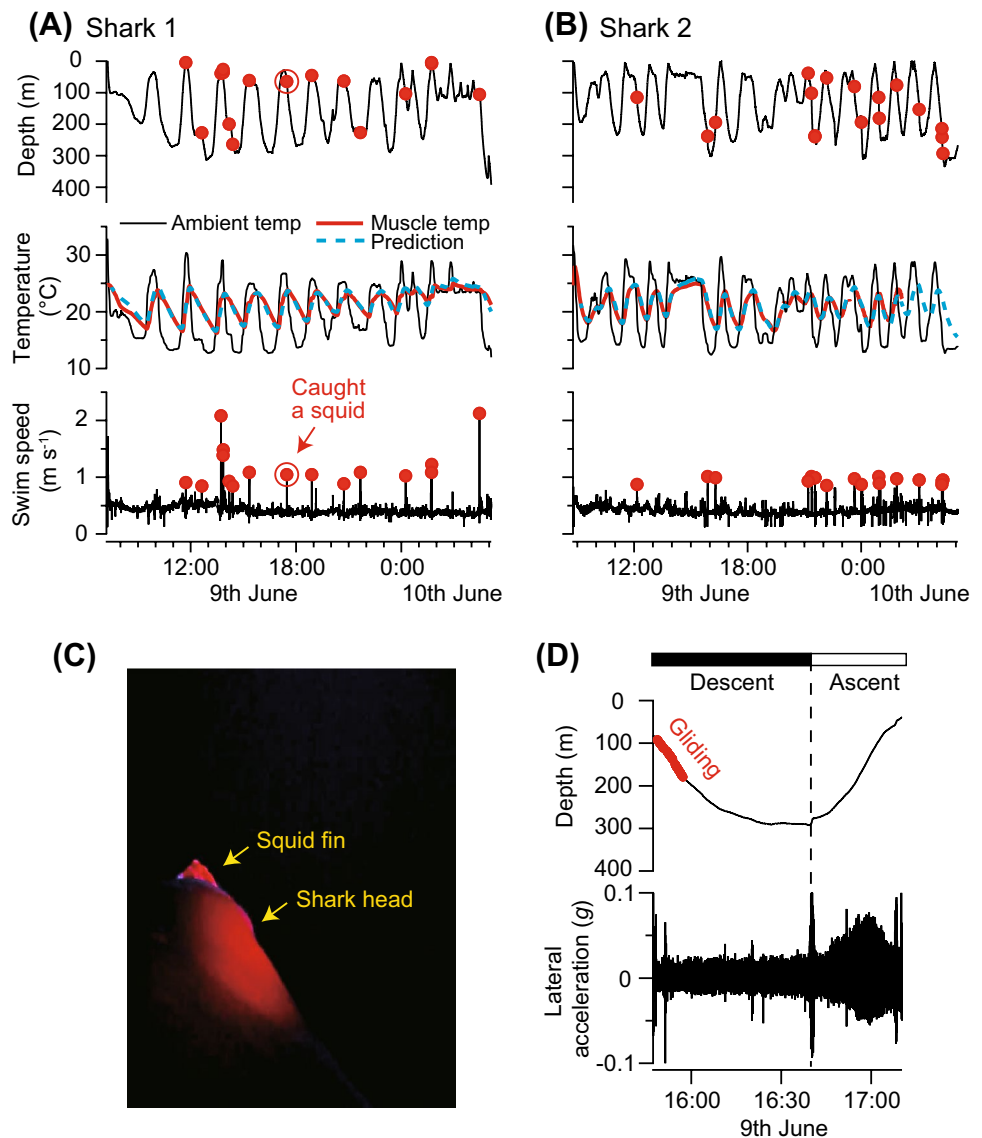 (A) Shark 1
0
100
200
300
400
Depth (m)
Ambient temp
Muscle temp
Prediction
30
20
10
Temperature
(°C)
Caught
a squid
2
1
0
Swim speed
(m s⁻¹)
12:00 18:00 0:00
9th June 10th June
(B) Shark 2
12:00 18:00 0:00
9th June 10th June
(C)
Squid fin
Shark head
(D)
Descent Ascent
0
100
200
300
400
Depth (m)
Gliding
0.1
0
-0.1
Lateral
acceleration (g)
16:00 16:30 17:00
9th June